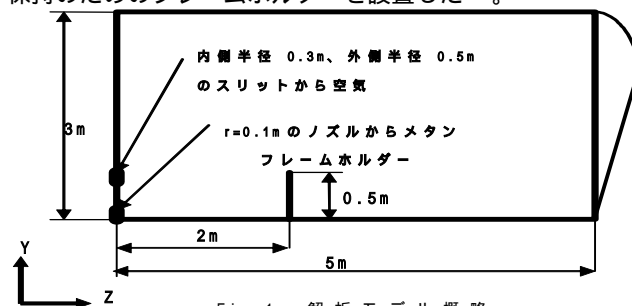 保持のためのフレームホルダーを設置した
内側半径 0.3m、外側半径 0.5m
のスリットから空気
3m
r=0.1mのノズルからメタン
フレームホルダー
0.5m
2m
Y
5m
Z
解析モデル概略